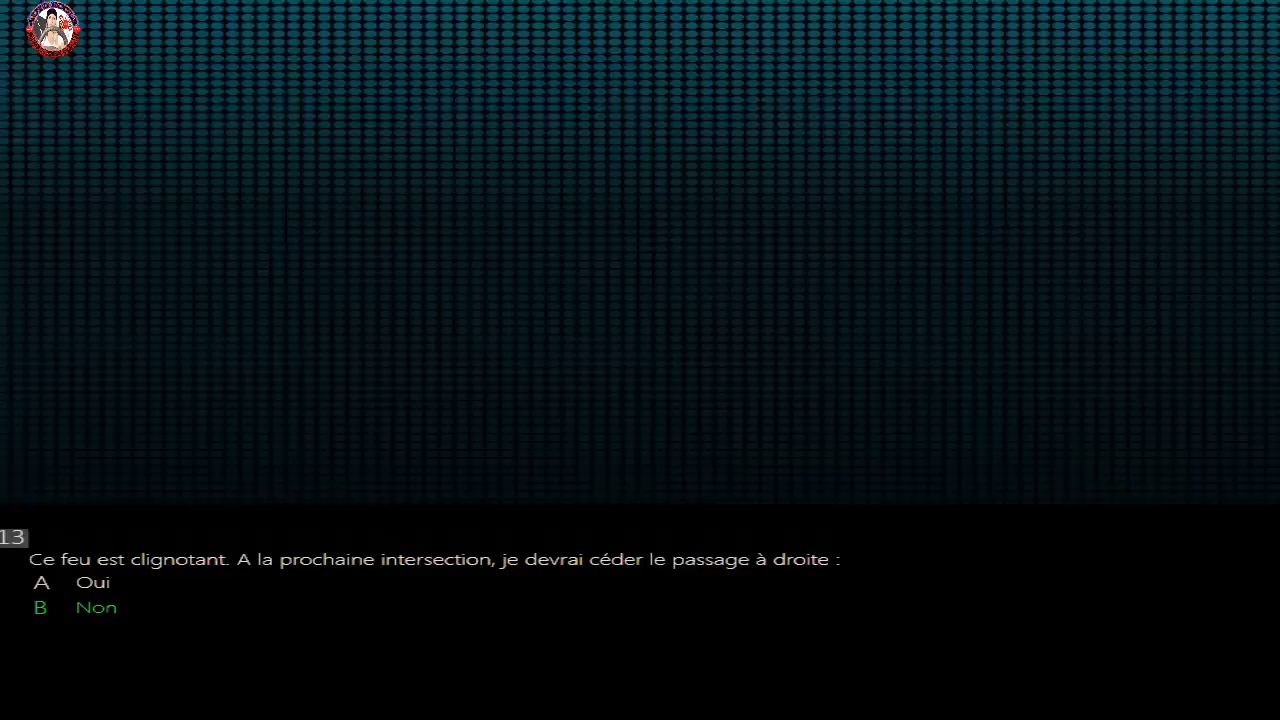 13
Ce feu est clignotant. A la prochaine intersection, je devrai céder le passage à droite :
A Oui
B Non